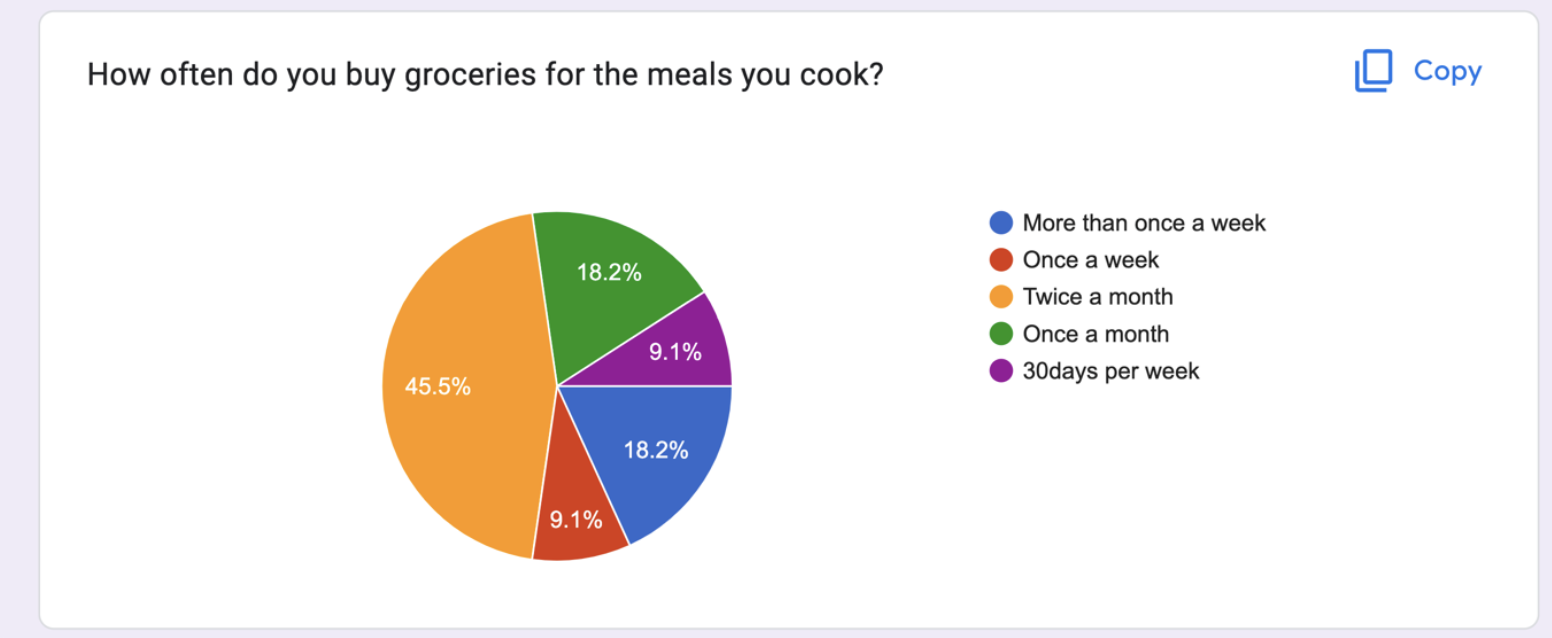 How often do you buy groceries for the meals you cook?
Copy
18.2%
9.1%
45.5%
18.2%
9.1%
More than once a week
Once a week
Twice a month
Once a month
30days per week